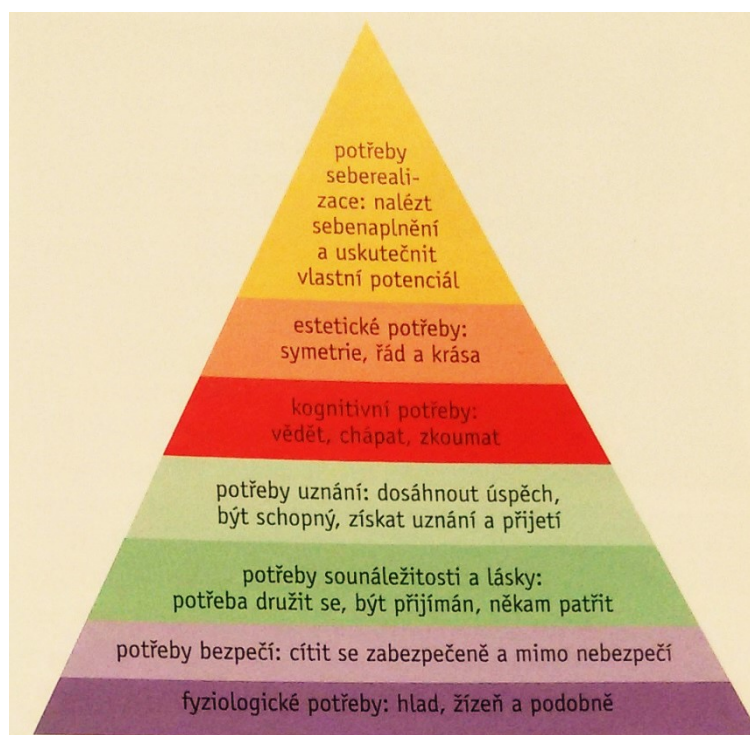 potřeby
seberealі-
zace: nalézt
sebenaplnění
a uskutečnit
vlastní potenciál
estetické potřeby:
symetrie, řád a krása
kognitivní potřeby:
vědět, chápat, zkoumat
potřeby uznání: dosáhnout úspěch,
být schopný, získat uznání a přijetí
potřeby sounáležitosti a lásky:
potřeba družit se, být přijímán, někam patřit
potřeby bezpečí: cítit se zabezpečeně a mimo nebezpečí
fyziologické potřeby: hlad, žízeň a podobně